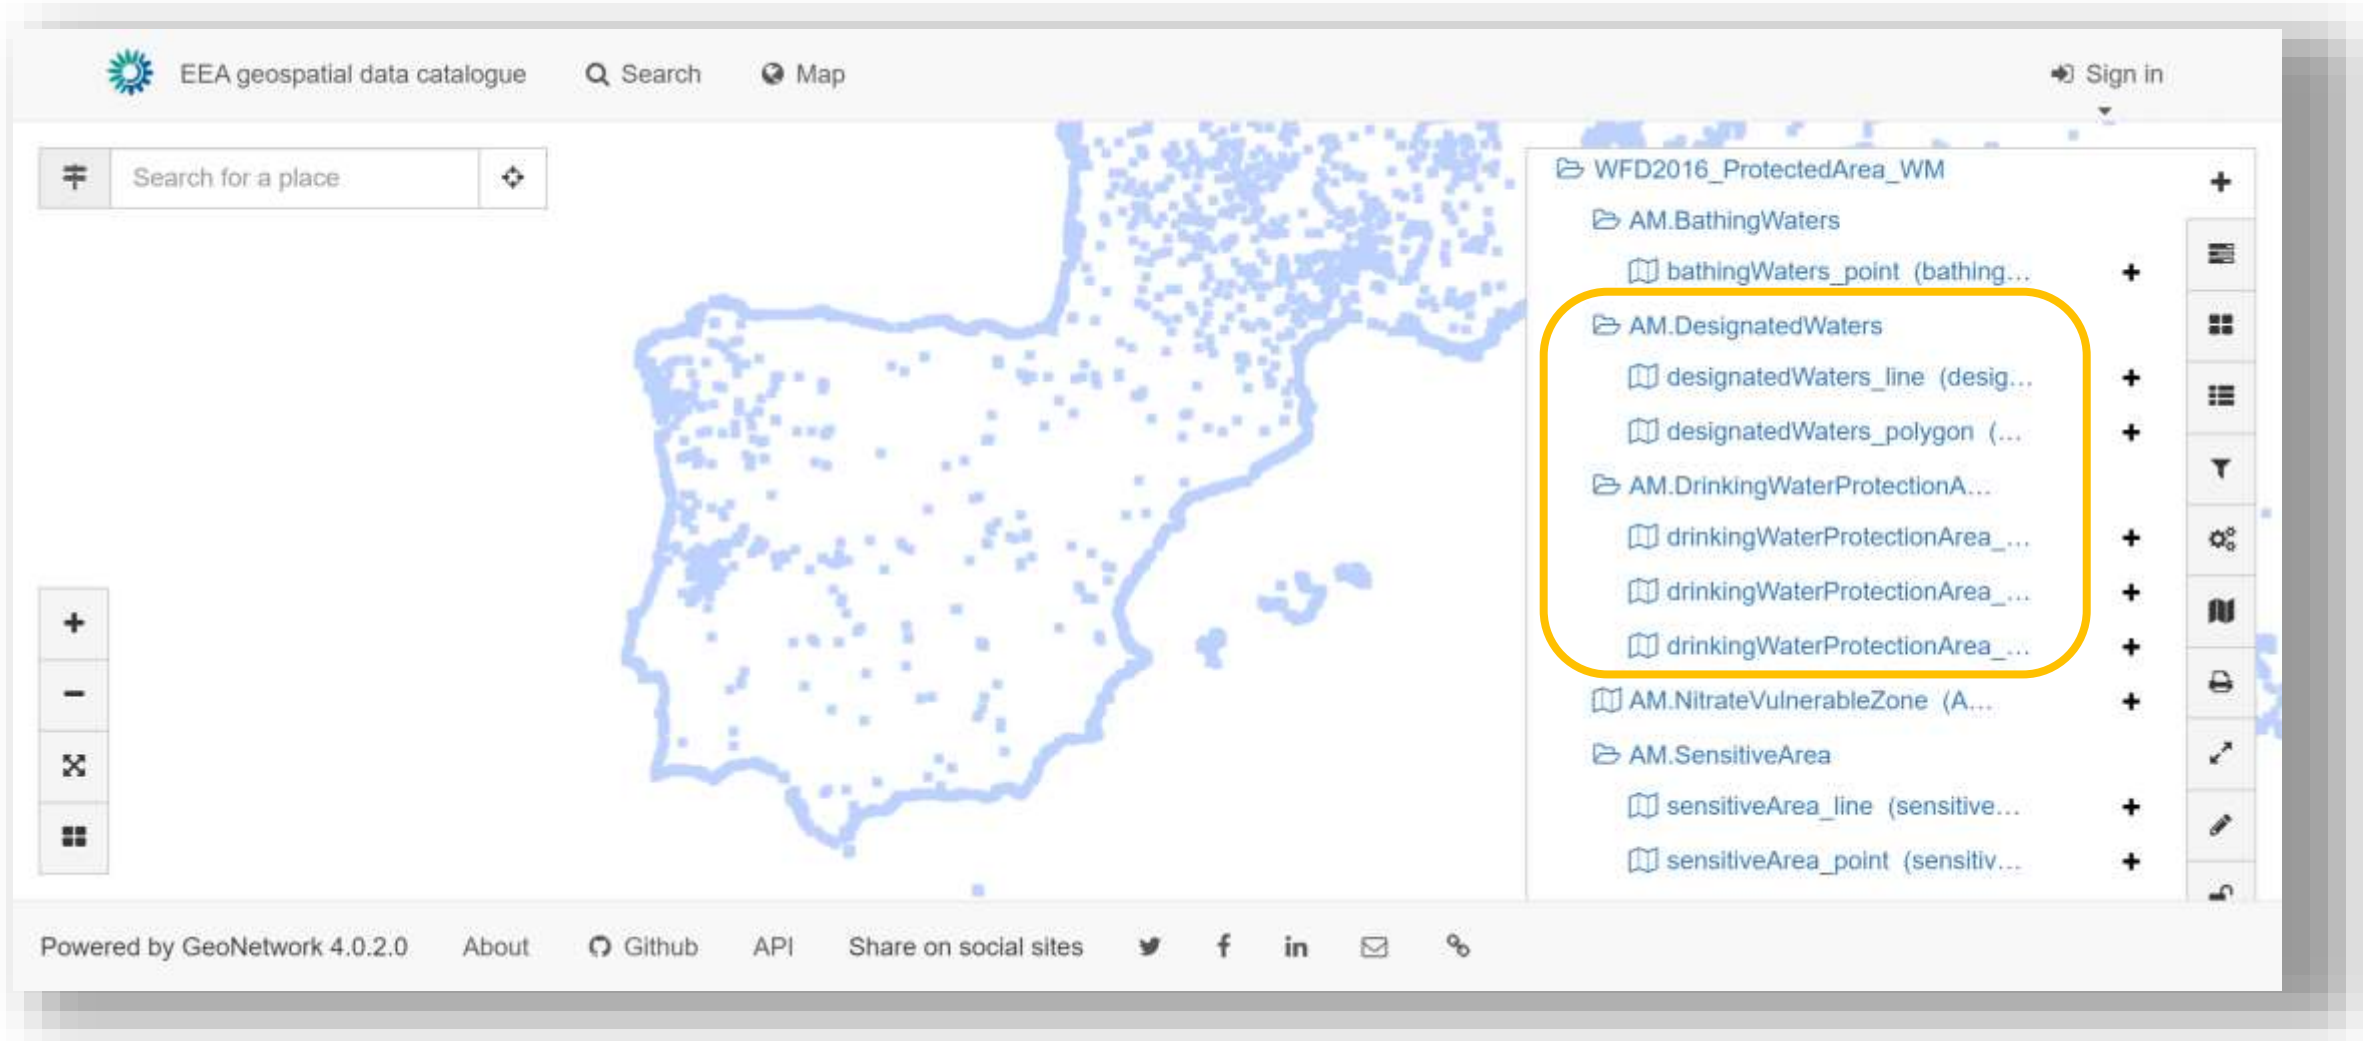 EEA geospatial data catalogue Search Map Sign in
Search for a place
WFD2016_ProtectedArea_WM
AM.BathingWaters
bathingWaters_point (bathing...
AM.DesignatedWaters
designatedWaters_line (desig...
designatedWaters_polygon (...
AM.DrinkingWaterProtectionA...
drinkingWaterProtectionArea_...
drinkingWaterProtectionArea_...
drinkingWaterProtectionArea_...
AM.NitrateVulnerableZone (A...
AM.SensitiveArea
sensitiveArea_line (sensitive...
sensitiveArea_point (sensitiv...
Powered by GeoNetwork 4.0.2.0 About Github API Share on social sites